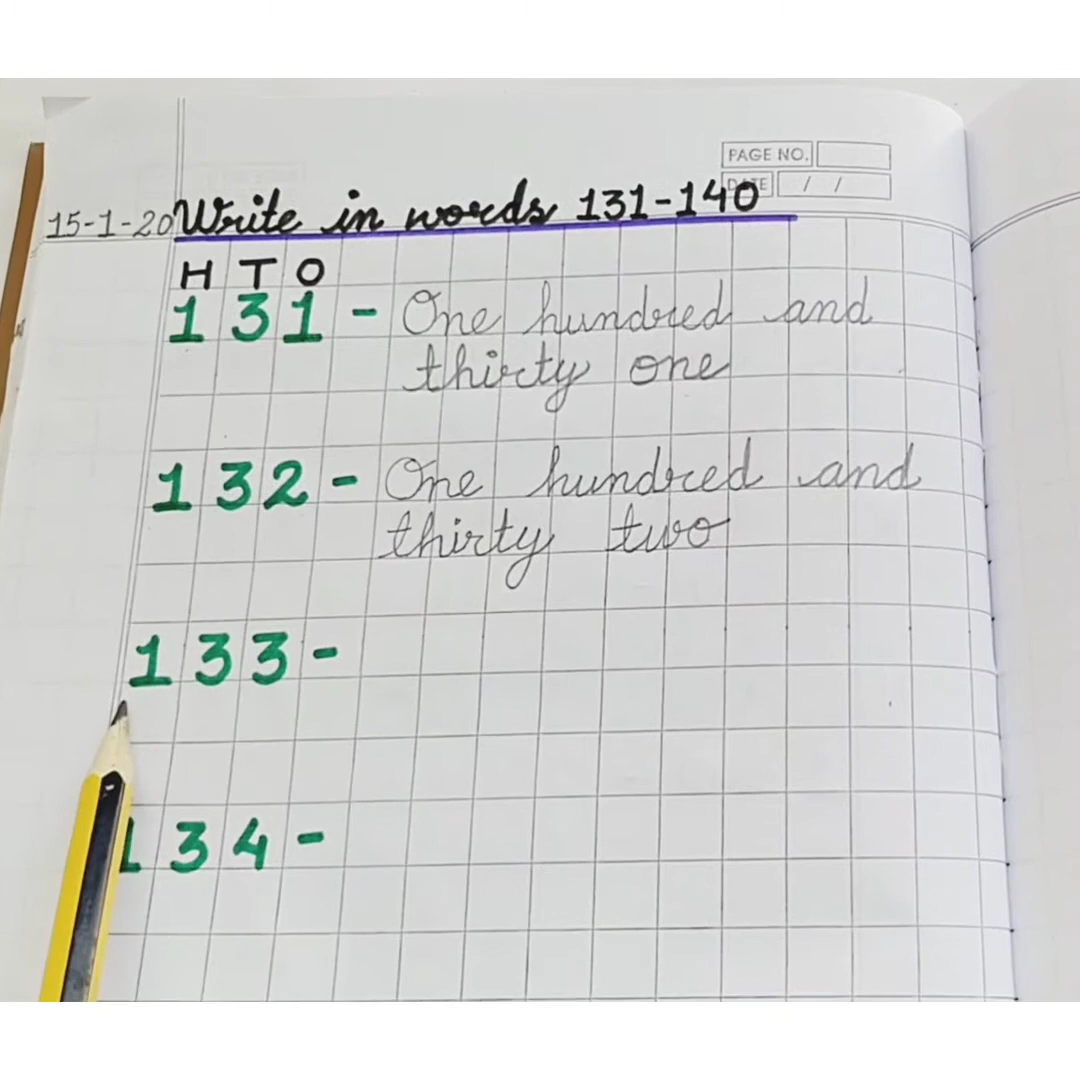 PAGE NO.
DATE / /
15-1-20 Write in words 131-140
H T O
131 - One hundred and
thirty one
132 - One hundred and
thirty two
133 -
134 -